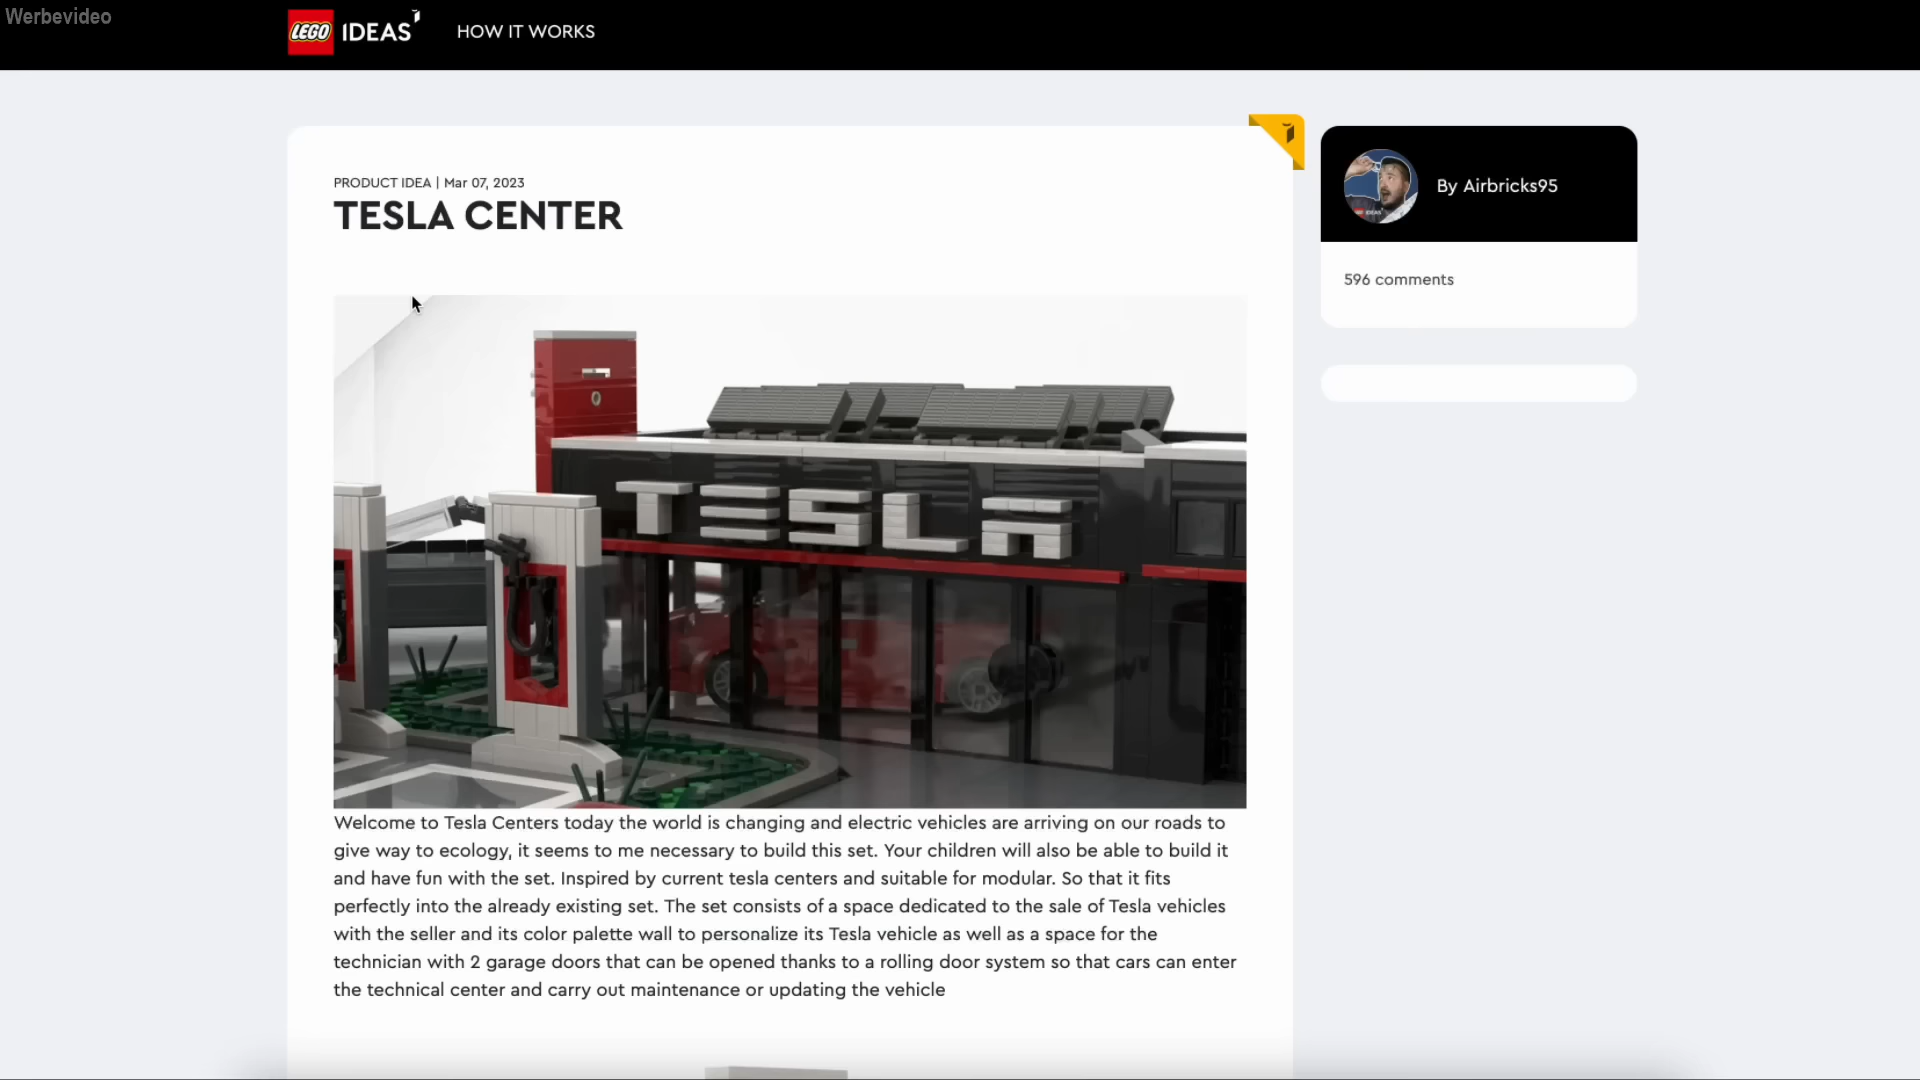 Werbevideo
LEGO IDEAS HOW IT WORKS
PRODUCT IDEA | Mar 07, 2023
TESLA CENTER
By Airbricks95
596 comments
TESLA
Welcome to Tesla Centers today the world is changing and electric vehicles are arriving on our roads to
give way to ecology, it seems to me necessary to build this set. Your children will also be able to build it
and have fun with the set. Inspired by current tesla centers and suitable for modular. So that it fits
perfectly into the already existing set. The set consists of a space dedicated to the sale of Tesla vehicles
with the seller and its color palette wall to personalize its Tesla vehicle as well as a space for the
technician with 2 garage doors that can be opened thanks to a rolling door system so that cars can enter
the technical center and carry out maintenance or updating the vehicle